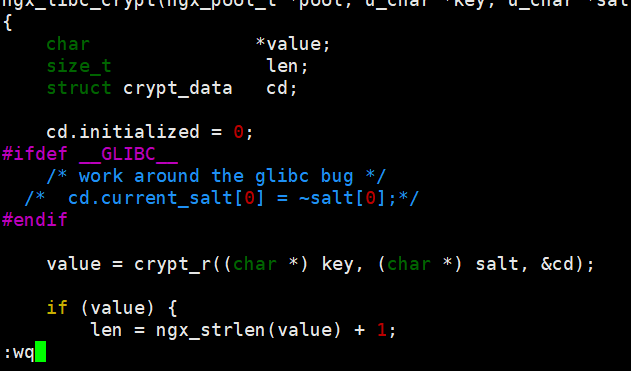 ngx_libc_crypt(ngx_pool_t *pool, u_char *key, u_char *salt
{
    char               *value;
    size_t              len;
    struct crypt_data   cd;

    cd.initialized = 0;
#ifdef __GLIBC__
    /* work around the glibc bug */
  /*  cd.current_salt[0] = ~salt[0];*/
#endif

    value = crypt_r((char *) key, (char *) salt, &cd);

    if (value) {
        len = ngx_strlen(value) + 1;
:wq